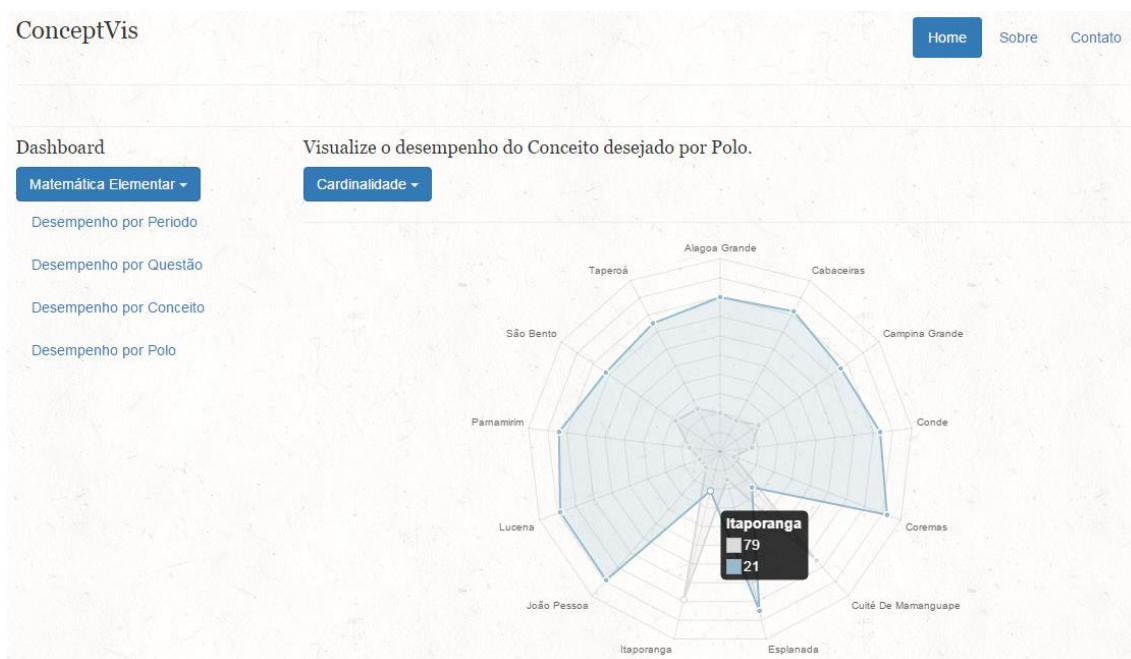 ConceptVis
Home Sobre Contato
Dashboard
Matemática Elementar
Desempenho por Periodo
Desempenho por Questão
Desempenho por Conceito
Desempenho por Polo
Visualize o desempenho do Conceito desejado por Polo.
Cardinalidade
Alagoa Grande
Cabaceiras
Campina Grande
Conde
Coremas
Cuité De Mamanguape
Esplanada
Itaporanga
João Pessoa
Lucena
Parnamirim
São Bento
Taperoá
Itaporanga
79
21